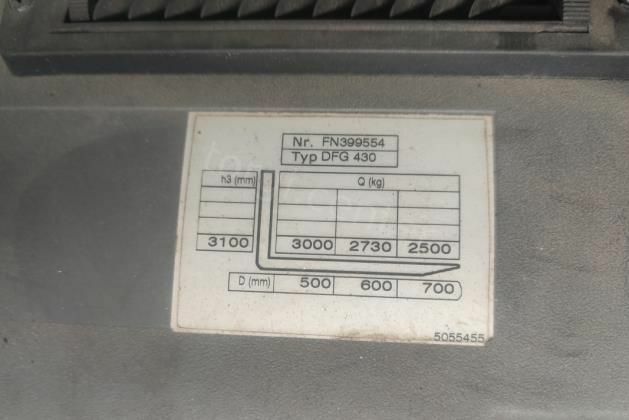 Nr. FN399554
Typ DFG 430
h3 (mm) Q (kg)
3100 3000 2730 2500
D (mm) 500 600 700
5055455